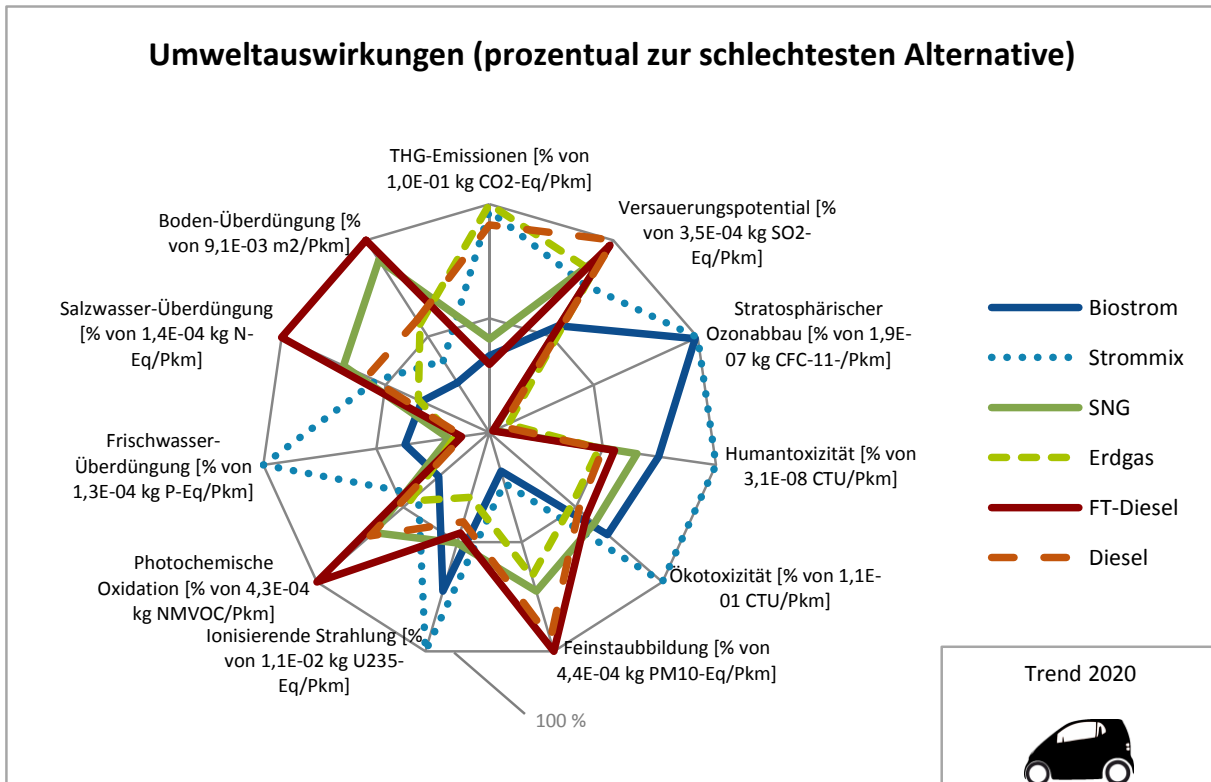 Umweltauswirkungen (prozentual zur schlechtesten Alternative)
THG-Emissionen [% von
1,0E-01 kg CO2-Eq/Pkm]
Versauerungspotential [%
von 3,5E-04 kg SO2-
Eq/Pkm]
Stratosphärischer
Ozonabbau [% von 1,9E-
07 kg CFC-11-/Pkm]
Humantoxizität [% von
3,1E-08 CTU/Pkm]
Ökotoxizität [% von 1,1E-
01 CTU/Pkm]
Feinstaubbildung [% von
4,4E-04 kg PM10-Eq/Pkm]
Ionisierende Strahlung [%
von 1,1E-02 kg U235-
Eq/Pkm]
Photochemische
Oxidation [% von 4,3E-04
kg NMVOC/Pkm]
Frischwasser-
Überdüngung [% von
1,3E-04 kg P-Eq/Pkm]
Salzwasser-Überdüngung
[% von 1,4E-04 kg N-
Eq/Pkm]
Boden-Überdüngung [%
von 9,1E-03 m2/Pkm]
100 %
Biostrom
Strommix
SNG
Erdgas
FT-Diesel
Diesel
Trend 2020